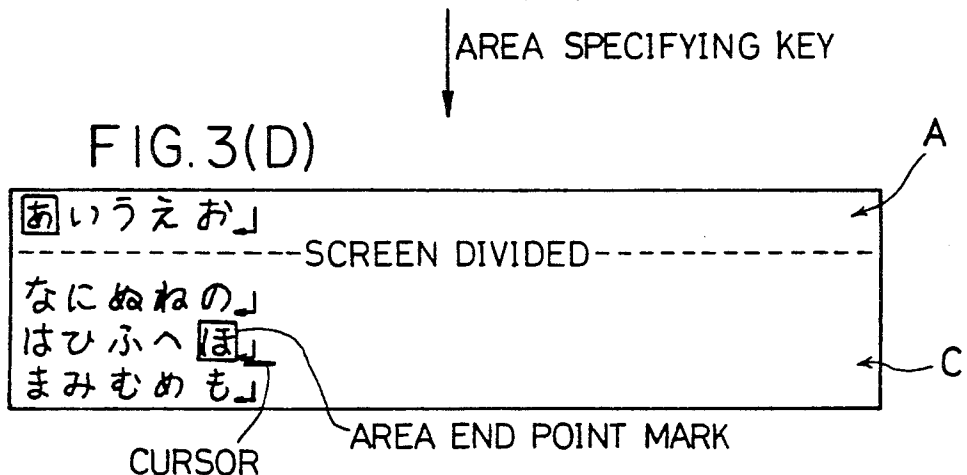 AREA SPECIFYING KEY
FIG. 3(D)
A
あいうえお↵
SCREEN DIVIDED
なにぬねの↵
はひふへほ↵
まみむめも↵
C
AREA END POINT MARK
CURSOR